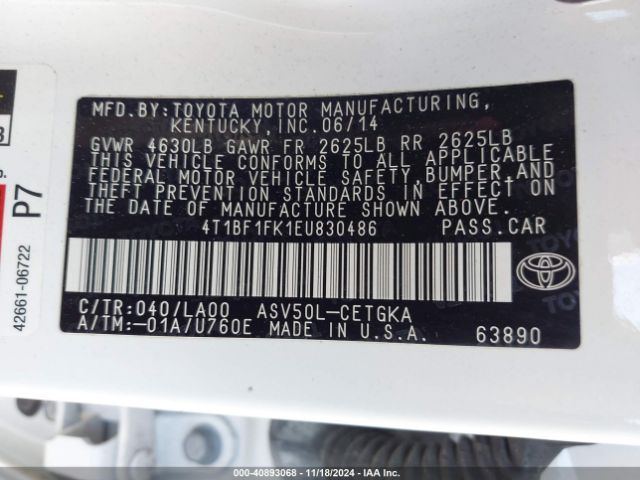 MFD. BY: TOYOTA MOTOR MANUFACTURING,
KENTUCKY, INC. 06/14
GVWR 4630LB GAWR FR 2625LB RR 2625LB
THIS VEHICLE CONFORMS TO ALL APPLICABLE
FEDERAL MOTOR VEHICLE SAFETY, BUMPER, AND
THEFT PREVENTION STANDARDS IN EFFECT ON
THE DATE OF MANUFACTURE SHOWN ABOVE.
4T1BF1FK1EU830486 PASS. CAR
C/TR: 040/LA00 ASV50L-CETGKA
A/TM: -01A/U760E MADE IN U.S.A. 63890
TOYOTA
P7
42661-06722
000-40893068 | 11/18/2024 | IAA Inc.